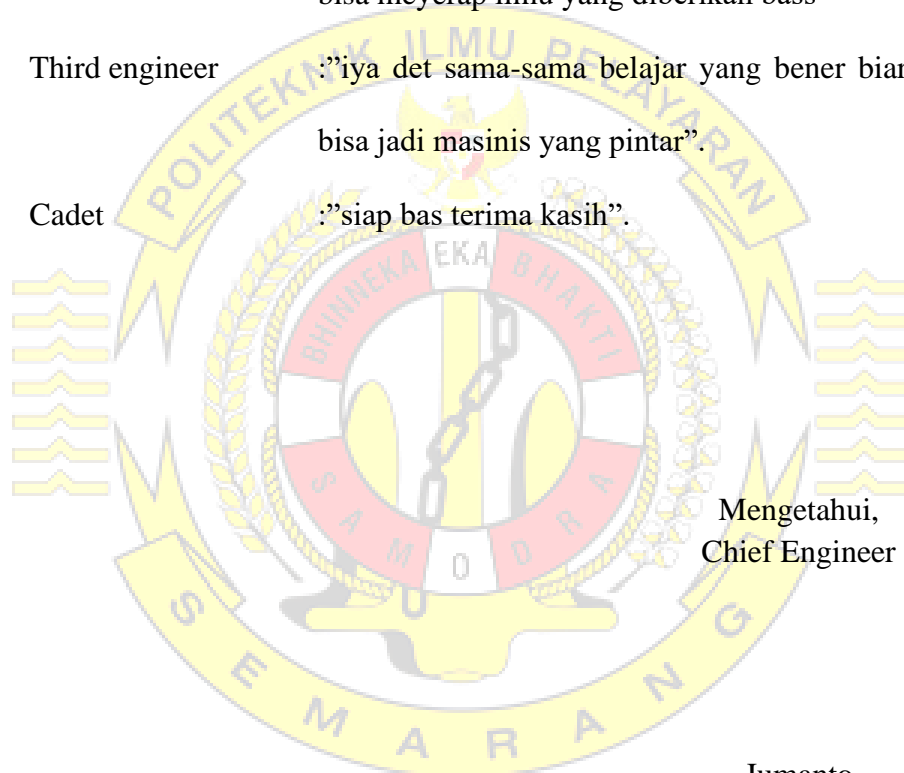 bisa meyerap ilmu yang diberikan bass"
Third engineer :”iya det sama-sama belajar yang bener biar
bisa jadi masinis yang pintar”.
Cadet :”siap bas terima kasih”.
Mengetahui,
Chief Engineer
Jumanto
POLITEKNIK ILMU PELAYARAN
BHINNEKA EKA BHAKTI
SAMODRA
SEMARANG